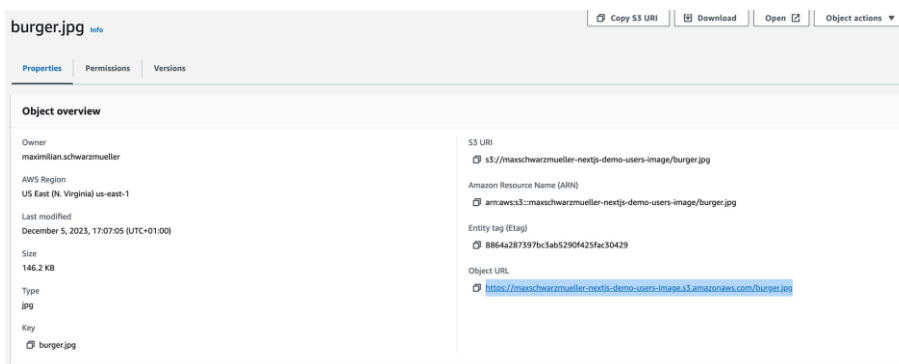 burger.jpg Info
Copy S3 URI
Download
Open
Object actions
Properties
Permissions
Versions
Object overview
Owner
maximilian.schwarzmueller
AWS Region
US East (N. Virginia) us-east-1
Last modified
December 5, 2023, 17:07:05 (UTC+01:00)
Size
146.2 KB
Type
jpg
Key
burger.jpg
S3 URI
s3://maxschwarzmueller-nextjs-demo-users-image/burger.jpg
Amazon Resource Name (ARN)
arn:aws:s3:::maxschwarzmueller-nextjs-demo-users-image/burger.jpg
Entity tag (Etag)
8864a287397bc3ab5290f425fac30429
Object URL
https://maxschwarzmueller-nextjs-demo-users-image.s3.amazonaws.com/burger.jpg